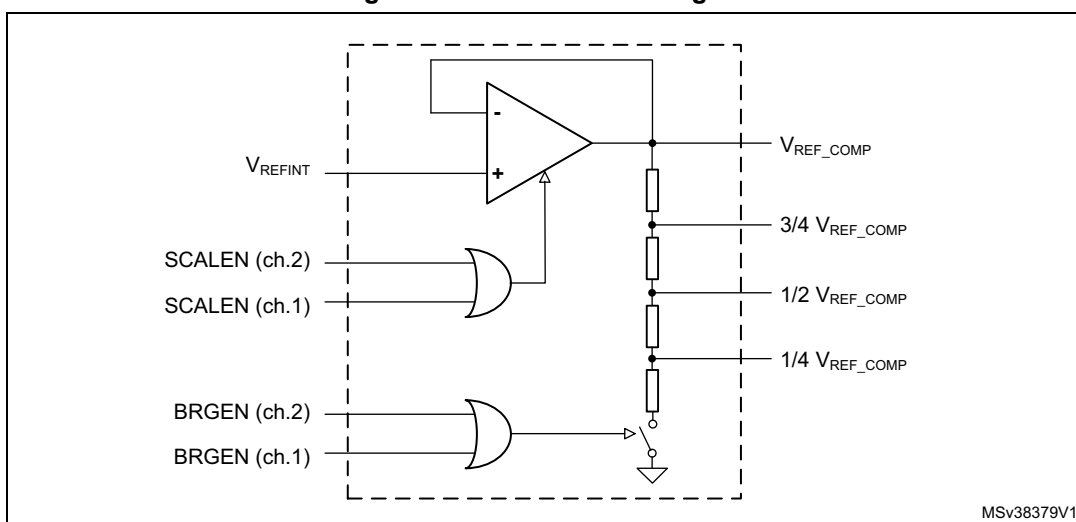 -
V_REFINT
+
V_REF_COMP
3/4 V_REF_COMP
SCALEN (ch.2)
SCALEN (ch.1)
1/2 V_REF_COMP
1/4 V_REF_COMP
BRGEN (ch.2)
BRGEN (ch.1)
MSv38379V1